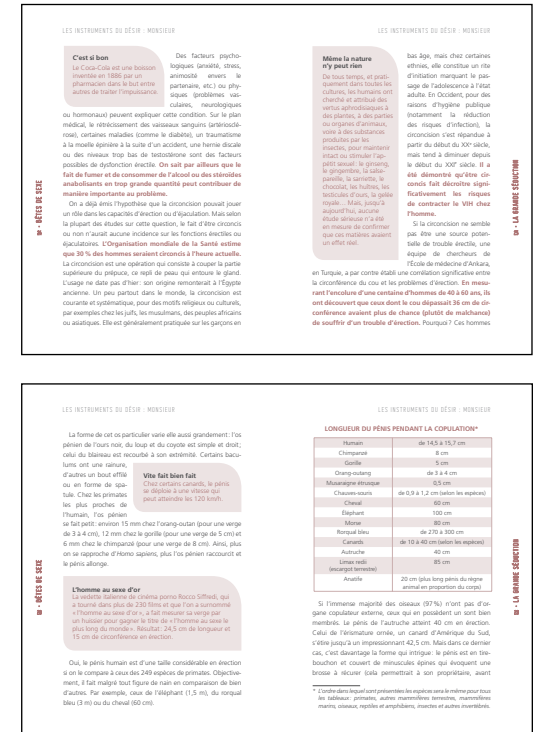 LES INSTRUMENTS DU DÉSIR : MONSIEUR
C'est si bon
Le Coca-Cola est une boisson
inventée en 1886 par un
pharmacien dans le but entre
autres de traiter l'impuissance.
Des facteurs psycho-
logiques (anxiété, stress,
animosité envers le
partenaire, etc.) ou phy-
siques (problèmes vas-
culaires, neurologiques
ou hormonaux) peuvent expliquer cette condition. Sur le plan
médical, le rétrécissement des vaisseaux sanguins (artérioslé-
rose), certaines maladies (comme le diabète), un traumatisme
à la moelle épinière à la suite d'un accident, une hernie discale
ou des niveaux trop bas de testostérone sont des facteurs
possibles de dysfonction érectile. On sait par ailleurs que le
fait de fumer et de consommer de l'alcool ou des stéroïdes
anabolisants en trop grande quantité peut contribuer de
manière importante au problème.
On a déjà émis l'hypothèse que la circoncision pouvait jouer
un rôle dans les capacités d'érection ou d'éjaculation. Mais selon
la plupart des études sur cette question, le fait d'être circoncis
ou non n'aurait aucune incidence sur les fonctions érectiles ou
éjaculatoires. L'Organisation mondiale de la Santé estime
que 30 % des hommes seraient circoncis à l'heure actuelle.
La circoncision est une opération qui consiste à couper la partie
supérieure du prépuce, ce repli de peau qui entoure le gland.
L'usage ne date pas d'hier : son origine remonterait à l'Égypte
ancienne. Un peu partout dans le monde, la circoncision est
courante et systématique, pour des motifs religieux ou culturels,
par exemples chez les juifs, les musulmans, des peuples africains
ou asiatiques. Elle est généralement pratiquée sur les garçons en
• BÊTES DE SEXE
LES INSTRUMENTS DU DÉSIR : MONSIEUR
Même la nature
n'y peut rien
De tous temps, et prati-
quement dans toutes les
cultures, les humains ont
cherché et attribué des
vertus aphrodisiaques à
des plantes, à des parties
ou organes d'animaux,
voire à des substances
produites par les
insectes, pour maintenir
intact ou stimuler l'ap-
pétit sexuel : le ginseng,
le gingembre, la salse-
pareille, la sarriette, le
chocolat, les huîtres, les
testicules d'ours, la gelée
royale... Mais, jusqu'à
aujourd'hui, aucune
étude sérieuse n'a été
en mesure de confirmer
que ces matières avaient
un effet réel.
bas âge, mais chez certaines
ethnies, elle constitue un rite
d'initiation marquant le pas-
sage de l'adolescence à l'état
adulte. En Occident, pour des
raisons d'hygiène publique
(notamment la réduction
des risques d'infection), la
circoncision s'est répandue à
partir du début du XXe siècle,
mais tend à diminuer depuis
le début du XXIe siècle. Il a
été démontré qu'être cir-
concis fait décroître signi-
ficativement les risques
de contracter le VIH chez
l'homme.
Si la circoncision ne semble
pas être une source poten-
tielle de trouble érectile, une
équipe de chercheurs de
l'École de médecine d'Ankara,
en Turquie, a par contre établi une corrélation significative entre
la circonférence du cou et les problèmes d'érection. En mesu-
rant l'encolure d'une centaine d'hommes de 40 à 60 ans, ils
ont découvert que ceux dont le cou dépassait 36 cm de cir-
conférence avaient plus de chance (plutôt de malchance)
de souffrir d'un trouble d'érection. Pourquoi ? Ces hommes
• LA GRANDE SÉDUCTION
LES INSTRUMENTS DU DÉSIR : MONSIEUR
La forme de cet os particulier varie elle aussi grandement : l'os
pénien de l'ours noir, du loup et du coyote est simple et droit ;
celui du blaireau est recourbé à son extrémité. Certains bacu-
lums ont une rainure,
d'autres un bout effilé
ou en forme de spa-
tule. Chez les primates
les plus proches de
l'humain, l'os pénien
Vite fait bien fait
Chez certains canards, le pénis
se déploie à une vitesse qui
peut atteindre les 120 km/h.
se fait petit : environ 15 mm chez l'orang-outan (pour une verge
de 3 à 4 cm), 12 mm chez le gorille (pour une verge de 5 cm) et
6 mm chez le chimpanzé (pour une verge de 8 cm). Ainsi, plus
on se rapproche d'Homo sapiens, plus l'os pénien raccourcit et
le pénis allonge.
L'homme au sexe d'or
La vedette italienne de cinéma porno Rocco Siffredi, qui
a tourné dans plus de 230 films et que l'on a surnommé
« l'homme au sexe d'or », a fait mesurer sa verge par
un huissier pour gagner le titre de « l'homme au sexe le
plus long du monde ». Résultat : 24,5 cm de longueur et
15 cm de circonférence en érection.
Oui, le pénis humain est d'une taille considérable en érection
si on le compare à ceux des 249 espèces de primates. Objective-
ment, il fait malgré tout figure de nain en comparaison de bien
d'autres. Par exemple, ceux de l'éléphant (1,5 m), du rorqual
bleu (3 m) ou du cheval (60 cm).
• BÊTES DE SEXE
LES INSTRUMENTS DU DÉSIR : MONSIEUR
LONGUEUR DU PÉNIS PENDANT LA COPULATION*
Humain de 14,5 à 15,7 cm
Chimpanzé 8 cm
Gorille 5 cm
Orang-outang de 3 à 4 cm
Musaraigne étrusque 0,5 cm
Chauves-souris de 0,9 à 1,2 cm (selon les espèces)
Cheval 60 cm
Éléphant 100 cm
Morse 80 cm
Rorqual bleu de 270 à 300 cm
Canards de 10 à 40 cm (selon les espèces)
Autruche 40 cm
Limax redii
(escargot terrestre) 85 cm
Anatife 20 cm (plus long pénis du règne
animal en proportion du corps)
Si l'immense majorité des oiseaux (97 %) n'ont pas d'or-
gane copulateur externe, ceux qui en possèdent un sont bien
membrés. Le pénis de l'autruche atteint 40 cm en érection.
Celui de l'érismature ornée, un canard d'Amérique du Sud,
s'étire jusqu'à un impressionnant 42,5 cm. Mais dans ce dernier
cas, c'est davantage la forme qui intrigue : le pénis est en tire-
bouchon et couvert de minuscules épines qui évoquent une
brosse à récurer (cela permettrait à son propriétaire, avant
* L'ordre dans lequel sont présentées les espèces sera le même pour tous
les tableaux : primates, autres mammifères terrestres, mammifères
marins, oiseaux, reptiles et amphibiens, insectes et autres invertébrés.
• LA GRANDE SÉDUCTION